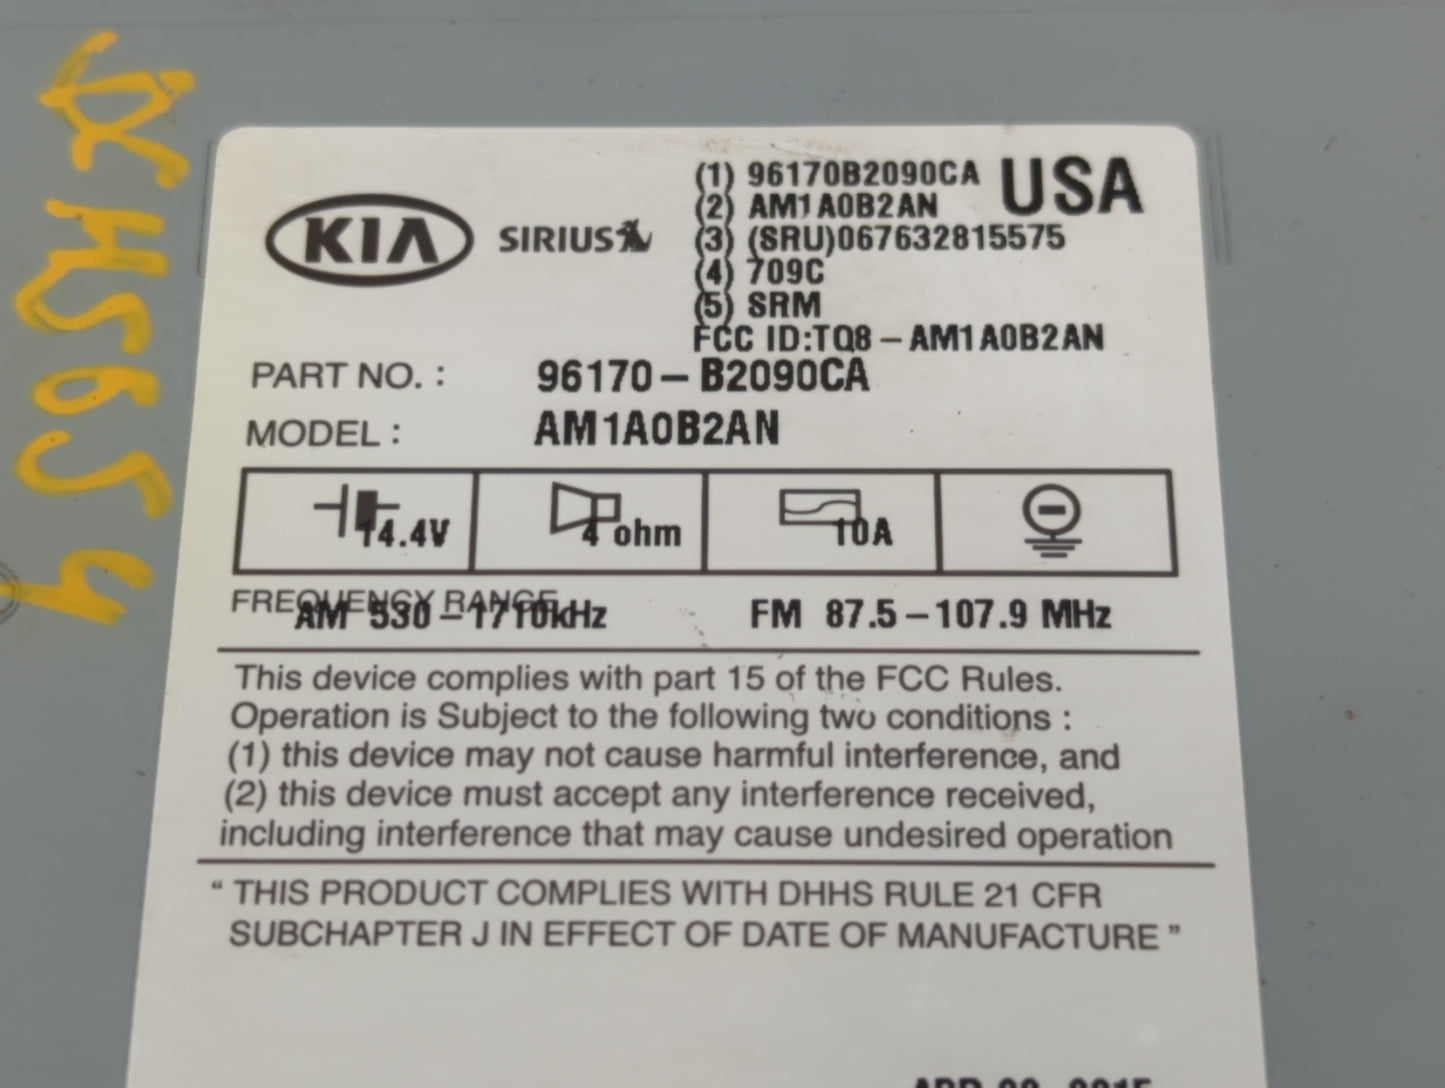 KIA
SIRIUS
(1) 96170B2090CA USA
(2) AM1A0B2AN
(3) (SRU)067632815575
(4) 709C
(5) SRM
FCC ID:TQ8-AM1A0B2AN
PART NO. : 96170-B2090CA
MODEL : AM1A0B2AN
14.4V 4 ohm 10A
FREQUENCY RANGE
AM 530-1710kHz FM 87.5-107.9 MHz
This device complies with part 15 of the FCC Rules.
Operation is Subject to the following two conditions :
(1) this device may not cause harmful interference, and
(2) this device must accept any interference received,
including interference that may cause undesired operation
“ THIS PRODUCT COMPLIES WITH DHHS RULE 21 CFR
SUBCHAPTER J IN EFFECT OF DATE OF MANUFACTURE ”